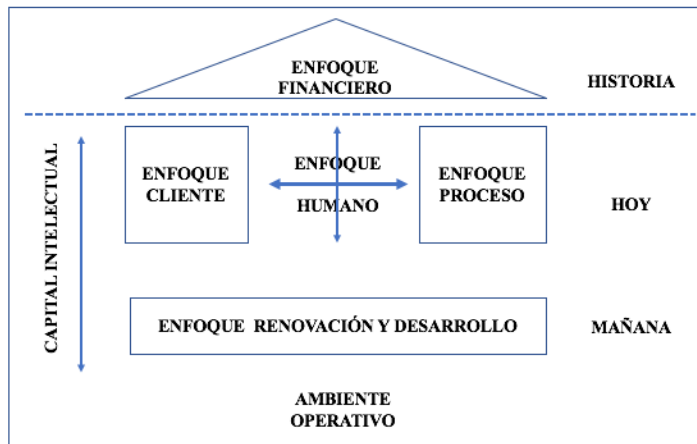 ENFOQUE
FINANCIERO
HISTORIA
CAPITAL INTELECTUAL
ENFOQUE
CLIENTE
ENFOQUE
HUMANO
ENFOQUE
PROCESO
HOY
ENFOQUE RENOVACIÓN Y DESARROLLO
MAÑANA
AMBIENTE
OPERATIVO